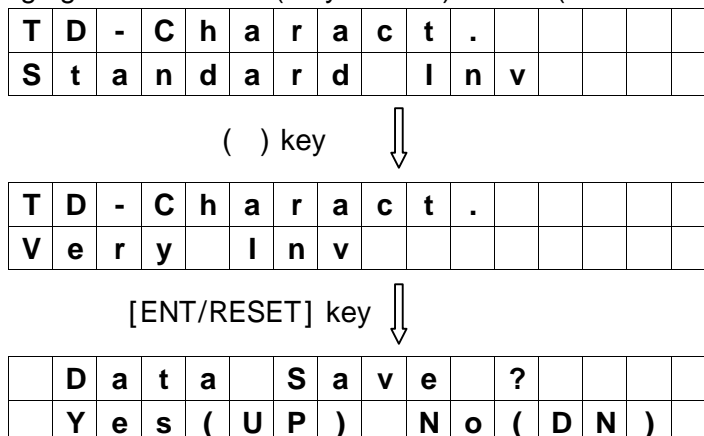 TD-Charact.
Standard Inv
( ) key
TD-Charact.
Very Inv
[ENT/RESET] key
Data Save ?
Yes(UP) No(DN)